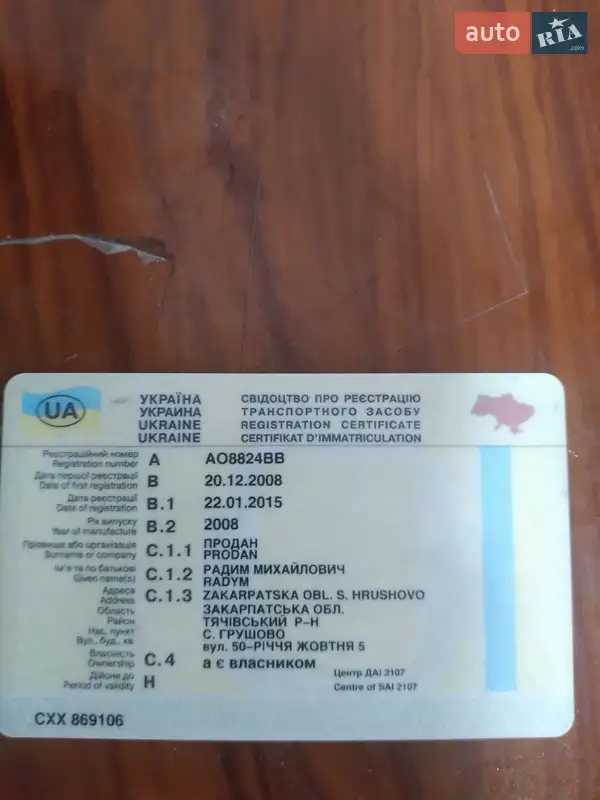 auto RIA .com
UA
УКРАЇНА СВІДОЦТВО ПРО РЕЄСТРАЦІЮ
УКРАИНА ТРАНСПОРТНОГО ЗАСОБУ
UKRAINE REGISTRATION CERTIFICATE
UKRAINE CERTIFIKAT D'IMMATRICULATION
Реєстраційний номер
Registration number A AO8824BB
Дата першої реєстрації
Date of first registration B 20.12.2008
Дата реєстрації
Date of registration B.1 22.01.2015
Рік випуску
Year of manufacture B.2 2008
Прізвище або організація C.1.1 ПРОДАН
Surname or company PRODAN
Ім'я та по батькові C.1.2 РАДИМ МИХАЙЛОВИЧ
Given name(s) RADYM
Адреса C.1.3 ZAKARPATSKA OBL. S. HRUSHOVO
Address
Область ЗАКАРПАТСЬКА ОБЛ.
Район ТЯЧІВСЬКИЙ Р-Н
Нас. пункт С. ГРУШОВО
Вул., буд., кв. вул. 50-РІЧЧЯ ЖОВТНЯ 5
Власність
Ownership C.4 а є власником
Дійсне до
Period of validity H
Центр ДАІ 2107
Centre of SAI 2107
CXX 869106